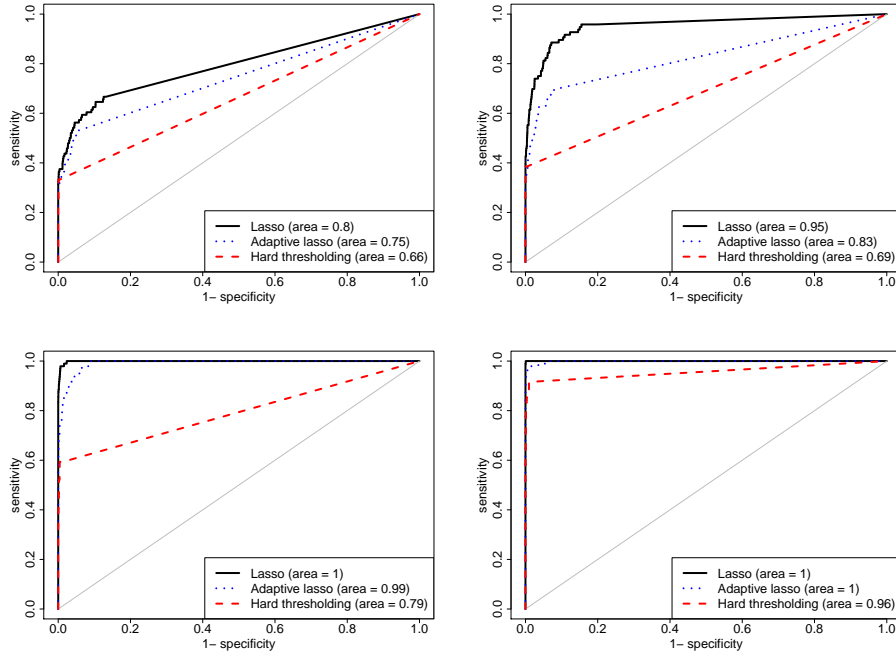 sensitivity
0.0 0.2 0.4 0.6 0.8 1.0
Lasso (area = 0.8)
Adaptive lasso (area = 0.75)
Hard thresholding (area = 0.66)
0.0 0.2 0.4 0.6 0.8 1.0
1− specificity
sensitivity
0.0 0.2 0.4 0.6 0.8 1.0
Lasso (area = 0.95)
Adaptive lasso (area = 0.83)
Hard thresholding (area = 0.69)
0.0 0.2 0.4 0.6 0.8 1.0
1− specificity
sensitivity
0.0 0.2 0.4 0.6 0.8 1.0
Lasso (area = 1)
Adaptive lasso (area = 0.99)
Hard thresholding (area = 0.79)
0.0 0.2 0.4 0.6 0.8 1.0
1− specificity
sensitivity
0.0 0.2 0.4 0.6 0.8 1.0
Lasso (area = 1)
Adaptive lasso (area = 1)
Hard thresholding (area = 0.96)
0.0 0.2 0.4 0.6 0.8 1.0
1− specificity